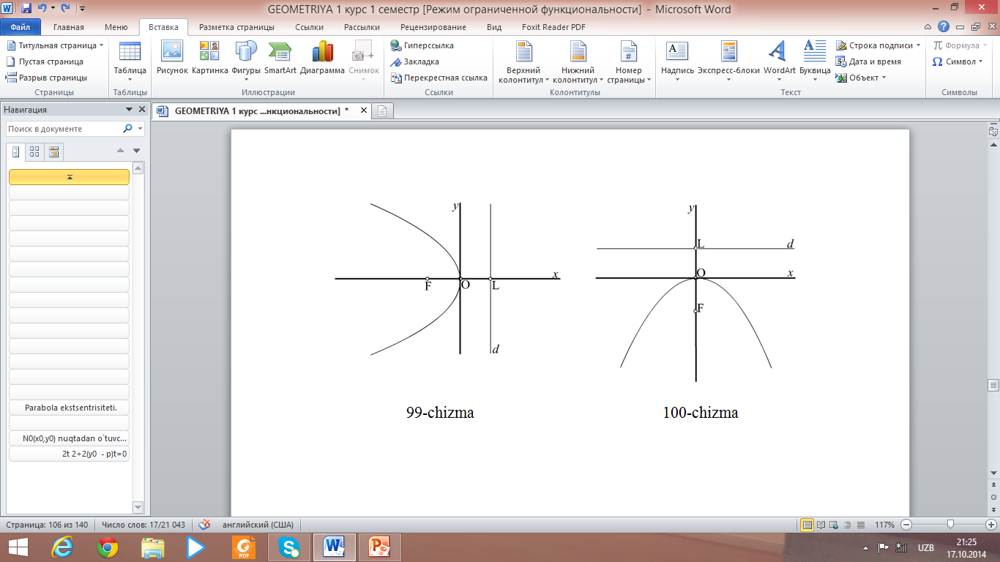 GEOMETRIYA 1 курс 1 семестр [Режим ограниченной функциональности] - Microsoft Word
Файл Главная Меню Вставка Разметка страницы Ссылки Рассылки Рецензирование Вид Foxit Reader PDF
Титульная страница
Пустая страница
Разрыв страницы
Страницы
Таблица
Таблицы
Рисунок Картинка Фигуры SmartArt Диаграмма Снимок
Иллюстрации
Гиперссылка
Закладка
Перекрестная ссылка
Ссылки
Верхний колонтитул
Нижний колонтитул
Номер страницы
Колонтитулы
Надпись Экспресс-блоки WordArt Буквица
Строка подписи
Дата и время
Объект
Текст
Формула
Символ
Символы
Навигация
Поиск в документе
Parabola ekstsentrisiteti.
N0(x0,y0) nuqtadan o`tuvc...
2t 2+2(y0 - p)t=0
GEOMETRIYA 1 курс ...нкциональности] *
y
x
F O L
d
99-chizma
y
L d
O x
F
100-chizma
Страница: 106 из 140 Число слов: 17/21 043 английский (США) 117%
PDF
UZB
21:25
17.10.2014